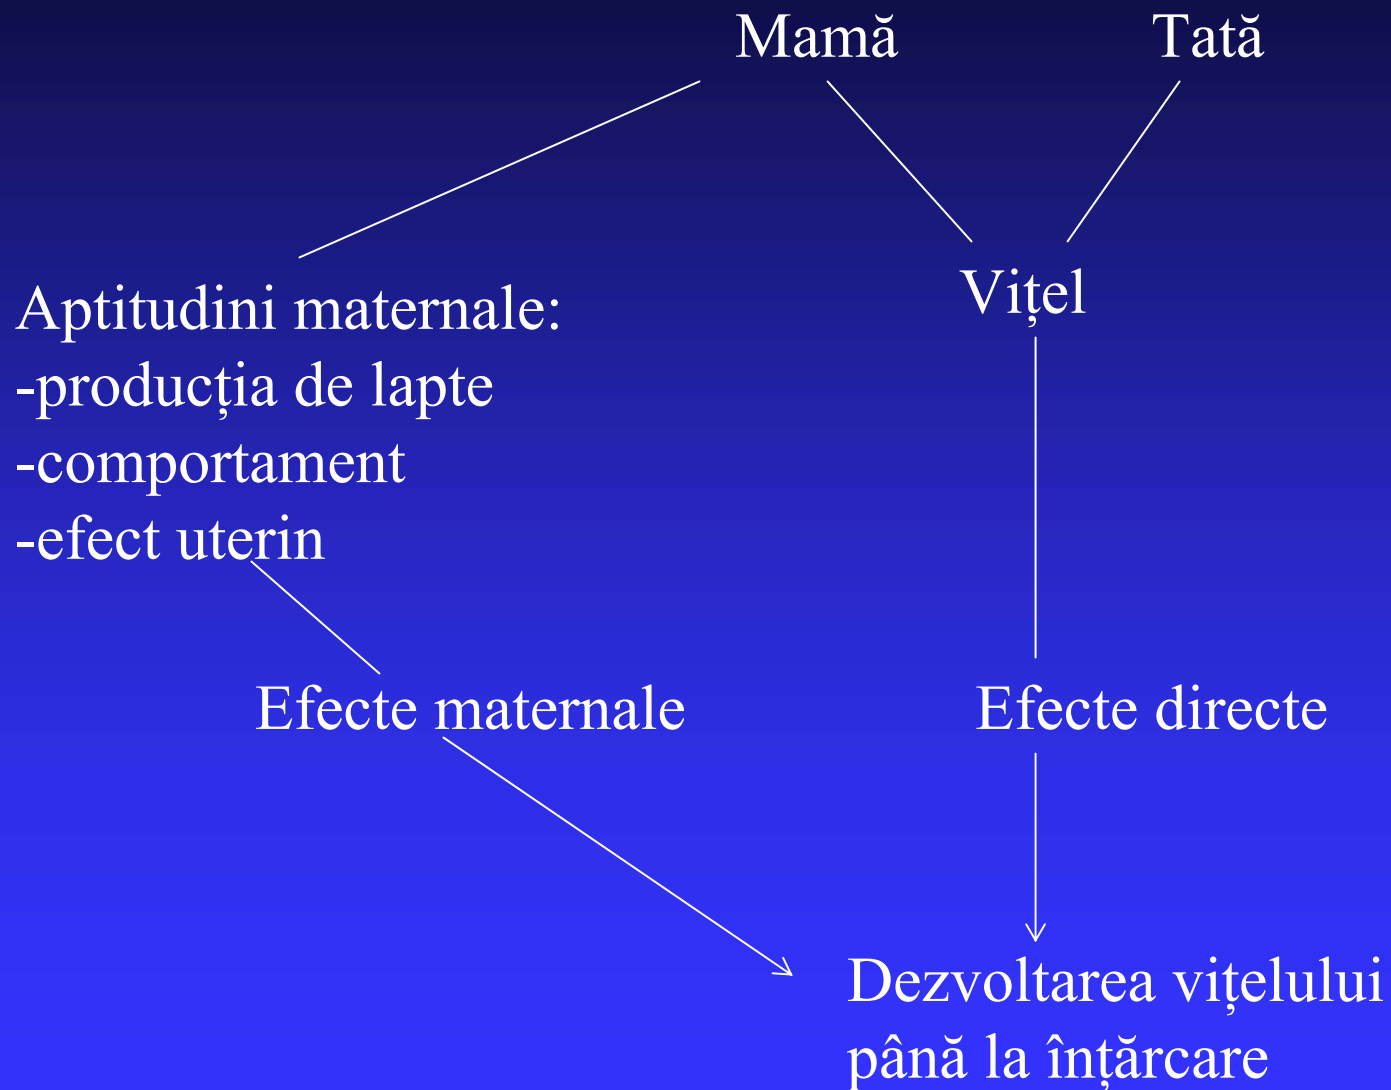 Mamă
Tată
Vițel
Aptitudini maternale:
-producția de lapte
-comportament
-efect uterin
Efecte maternale
Efecte directe
Dezvoltarea vițelului
până la înțărcare